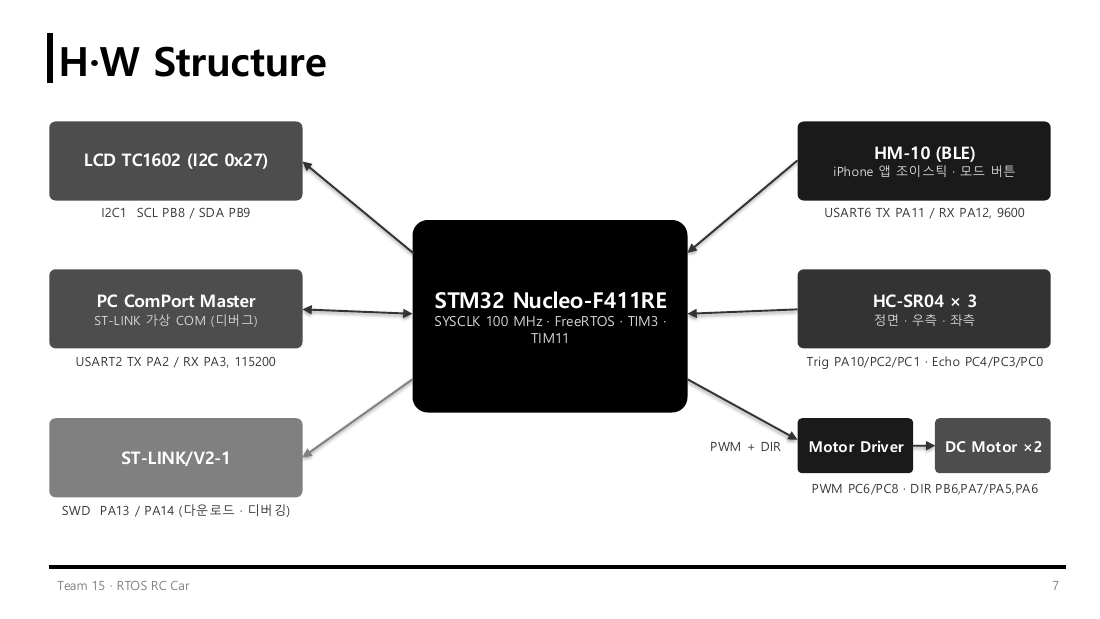 H·W Structure
LCD TC1602 (I2C 0x27)
I2C1 SCL PB8 / SDA PB9
PC ComPort Master
ST-LINK 가상 COM (디버그)
USART2 TX PA2 / RX PA3, 115200
ST-LINK/V2-1
SWD PA13 / PA14 (다운로드 · 디버깅)
STM32 Nucleo-F411RE
SYSCLK 100 MHz · FreeRTOS · TIM3 ·
TIM11
HM-10 (BLE)
iPhone 앱 조이스틱 · 모드 버튼
USART6 TX PA11 / RX PA12, 9600
HC-SR04 × 3
정면 · 우측 · 좌측
Trig PA10/PC2/PC1 · Echo PC4/PC3/PC0
PWM + DIR
Motor Driver
DC Motor ×2
PWM PC6/PC8 · DIR PB6,PA7/PA5,PA6
Team 15 · RTOS RC Car
7